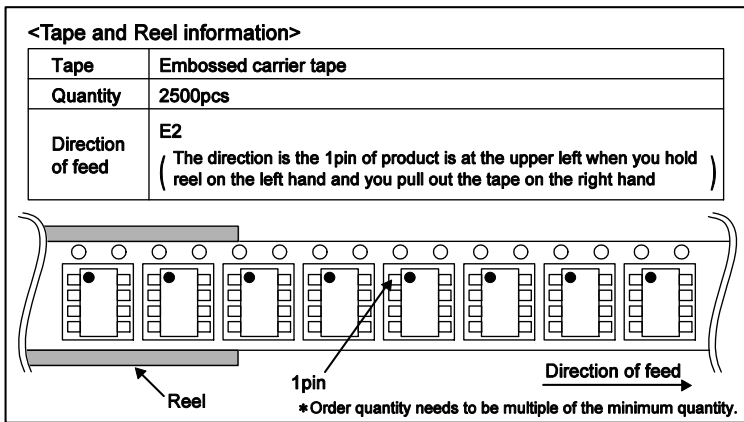 <Tape and Reel information>
Tape Embossed carrier tape
Quantity 2500pcs
Direction of feed E2
( The direction is the 1pin of product is at the upper left when you hold
reel on the left hand and you pull out the tape on the right hand )
Direction of feed
1pin
Reel
*Order quantity needs to be multiple of the minimum quantity.